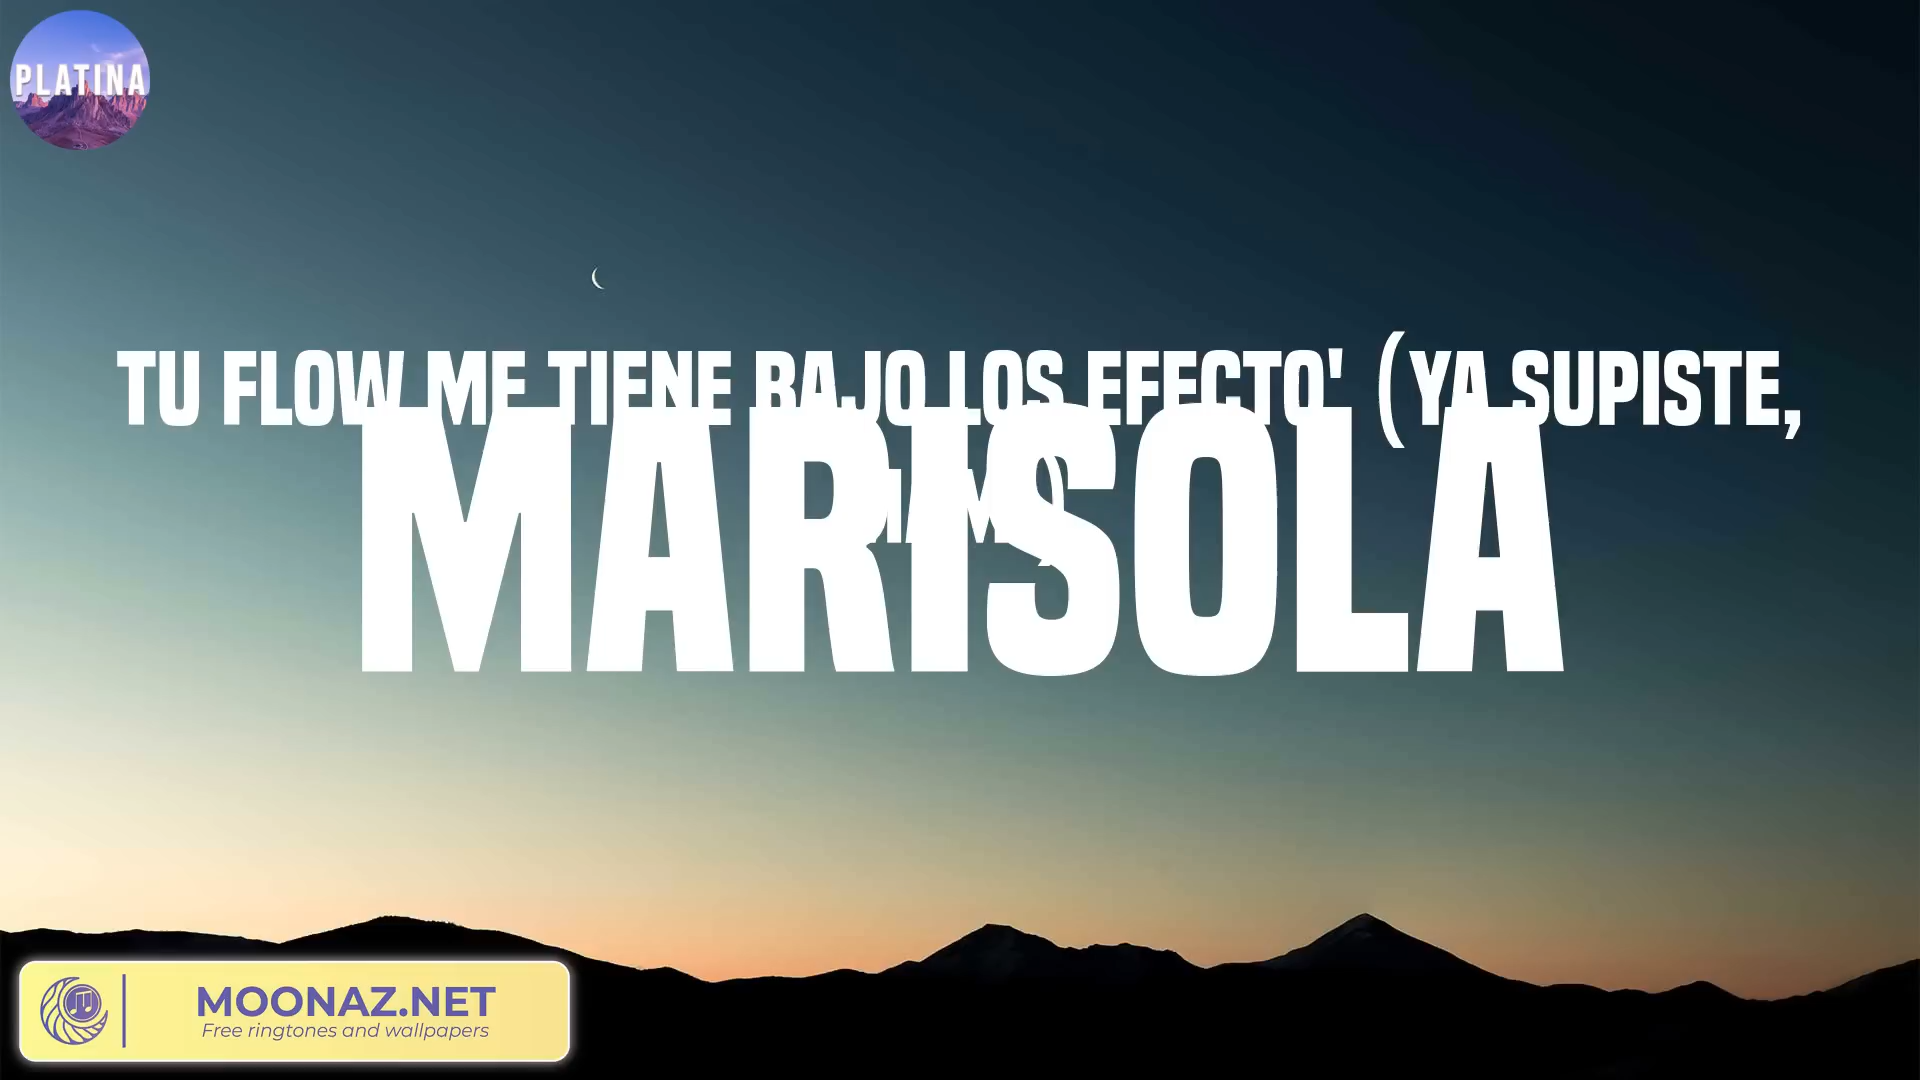 PLATINA
TU FLOW ME TIENE BAJO LOS EFECTO' (YA SUPISTE,
MARISOLA
MOONAZ.NET
Free ringtones and wallpapers